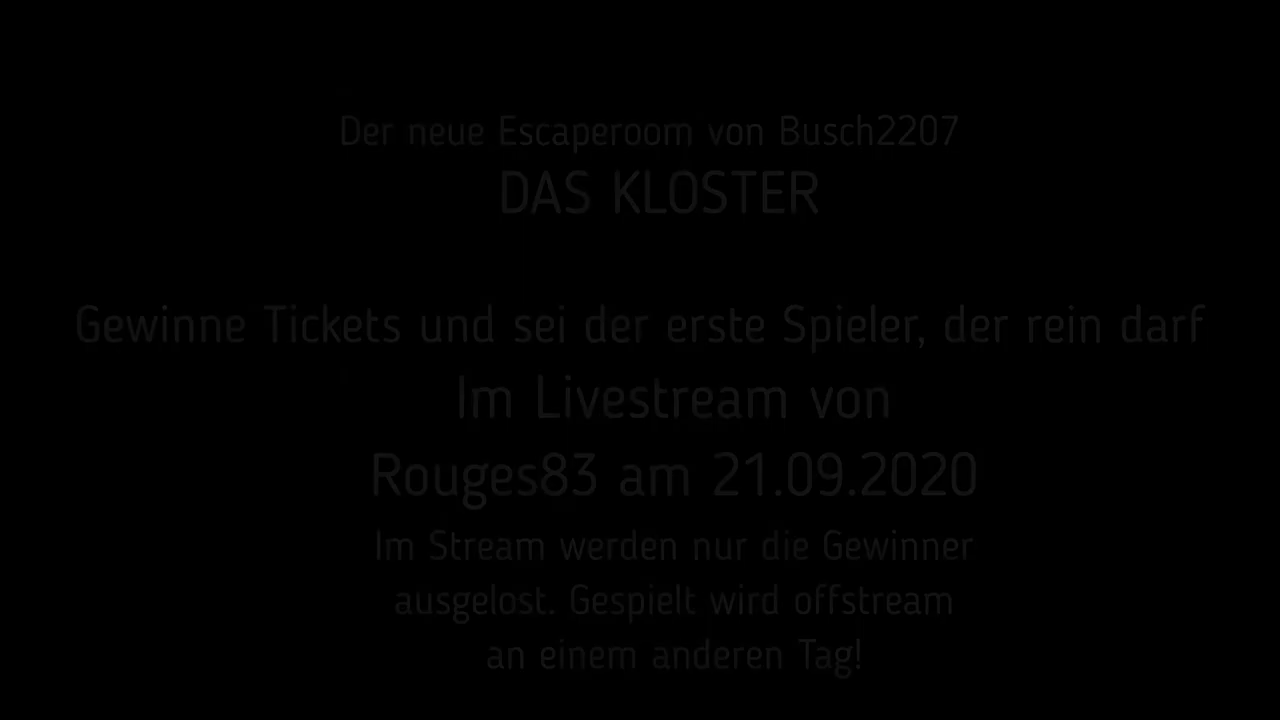 Der neue Escaperoom von Busch2207
DAS KLOSTER
Gewinne Tickets und sei der erste Spieler, der rein darf
Im Livestream von
Rouges83 am 21.09.2020
Im Stream werden nur die Gewinner
ausgelost. Gespielt wird offstream
an einem anderen Tag!